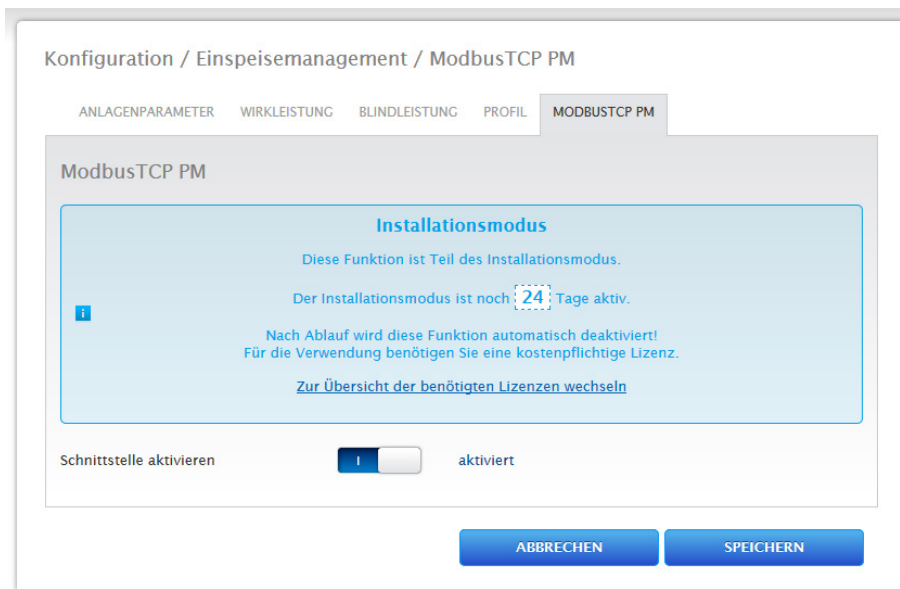 Konfiguration / Einspeisemanagement / ModbusTCP PM
ANLAGENPARAMETER WIRKLEISTUNG BLINDLEISTUNG PROFIL MODBUSTCP PM
ModbusTCP PM
Installationsmodus
Diese Funktion ist Teil des Installationsmodus.
Der Installationsmodus ist noch 24 Tage aktiv.
i
Nach Ablauf wird diese Funktion automatisch deaktiviert!
Für die Verwendung benötigen Sie eine kostenpflichtige Lizenz.
Zur Übersicht der benötigten Lizenzen wechseln
Schnittstelle aktivieren I aktiviert
ABBRECHEN SPEICHERN